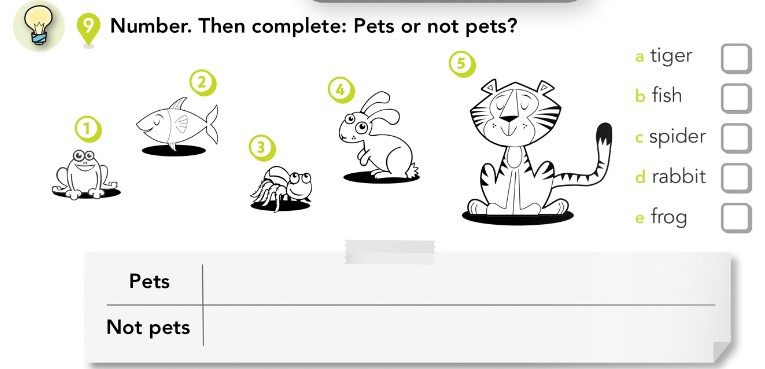 9 Number. Then complete: Pets or not pets?
1
2
3
4
5
a tiger
b fish
c spider
d rabbit
e frog
Pets
Not pets